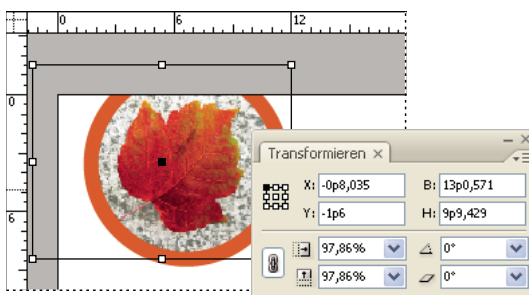 0 6 12
0
6
Transformieren ×
X: -0p8,035 B: 13p0,571
Y: -1p6 H: 9p9,429
97,86% 0°
97,86% 0°